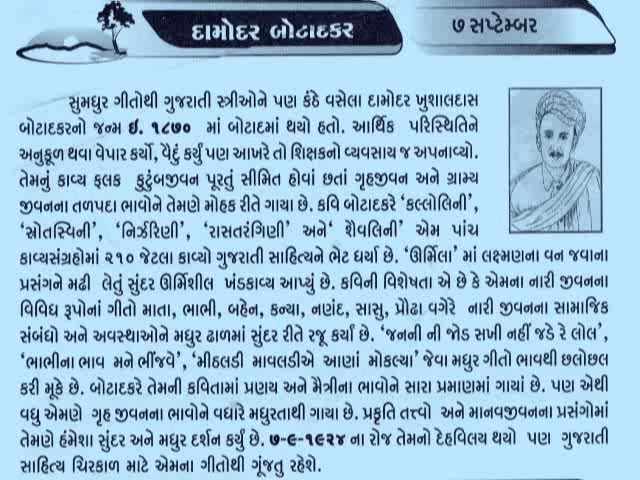 દામોદર બોટાદકર
૭ સપ્ટેમ્બર
સુમધુર ગીતોથી ગુજરાતી સ્ત્રીઓને પણ કંઠે વસેલા દામોદર ખુશાલદાસ
બોટાદકરનો જન્મ ઇ. ૧૮૭૦ માં બોટાદમાં થયો હતો. આર્થિક પરિસ્થિતિને
અનુકૂળ થવા વેપાર કર્યો, વૈદું કર્યું પણ આખરે તો શિક્ષકનો વ્યવસાય જ અપનાવ્યો.
તેમનું કાવ્ય ફલક કુટુંબજીવન પૂરતું સીમિત હોવાં છતાં ગૃહજીવન અને ગ્રામ્ય
જીવનના તળપદા ભાવોને તેમણે મોહક રીતે ગાયા છે. કવિ બોટાદકરે ‘કલ્લોલિની’,
‘સ્રોતસ્વિની’, ‘નિર્ઝરિણી’, ‘રાસતરંગિણી’ અને‘ શૈવલિની’ એમ પાંચ
કાવ્યસંગ્રહોમાં ૨૧૦ જેટલા કાવ્યો ગુજરાતી સાહિત્યને ભેટ ધર્યા છે. ‘ઊર્મિલા’ માં લક્ષ્મણના વન જવાના
પ્રસંગને મઢી લેતું સુંદર ઊર્મિશીલ ખંડકાવ્ય આપ્યું છે. કવિની વિશેષતા એ છે કે એમના નારી જીવનના
વિવિધ રૂપોનાં ગીતો માતા, ભાભી, બહેન, કન્યા, નણંદ, સાસુ, પ્રૌઢા વગેરે નારી જીવનના સામાજિક
સંબંધો અને અવસ્થાઓને મધુર ઢાળમાં સુંદર રીતે રજૂ કર્યાં છે. ‘જનની ની જોડ સખી નહીં જડે રે લોલ’,
‘ભાભીના ભાવ મને ભીંજવે’, ‘મીઠલડી માવલડીએ આણાં મોકલ્યા’ જેવા મધુર ગીતો ભાવથી છલોછલ
કરી મૂકે છે. બોટાદકરે તેમની કવિતામાં પ્રણય અને મૈત્રીના ભાવોને સારા પ્રમાણમાં ગાયાં છે. પણ એથી
વધુ એમણે ગૃહ જીવનના ભાવોને વધારે મધુરતાથી ગાયા છે. પ્રકૃતિ તત્ત્વો અને માનવજીવનના પ્રસંગોમાં
તેમણે હંમેશા સુંદર અને મધુર દર્શન કર્યું છે. ૭-૯-૧૯૨૪ ના રોજ તેમનો દેહવિલય થયો પણ ગુજરાતી
સાહિત્ય ચિરકાળ માટે એમના ગીતોથી ગૂંજતુ રહેશે.